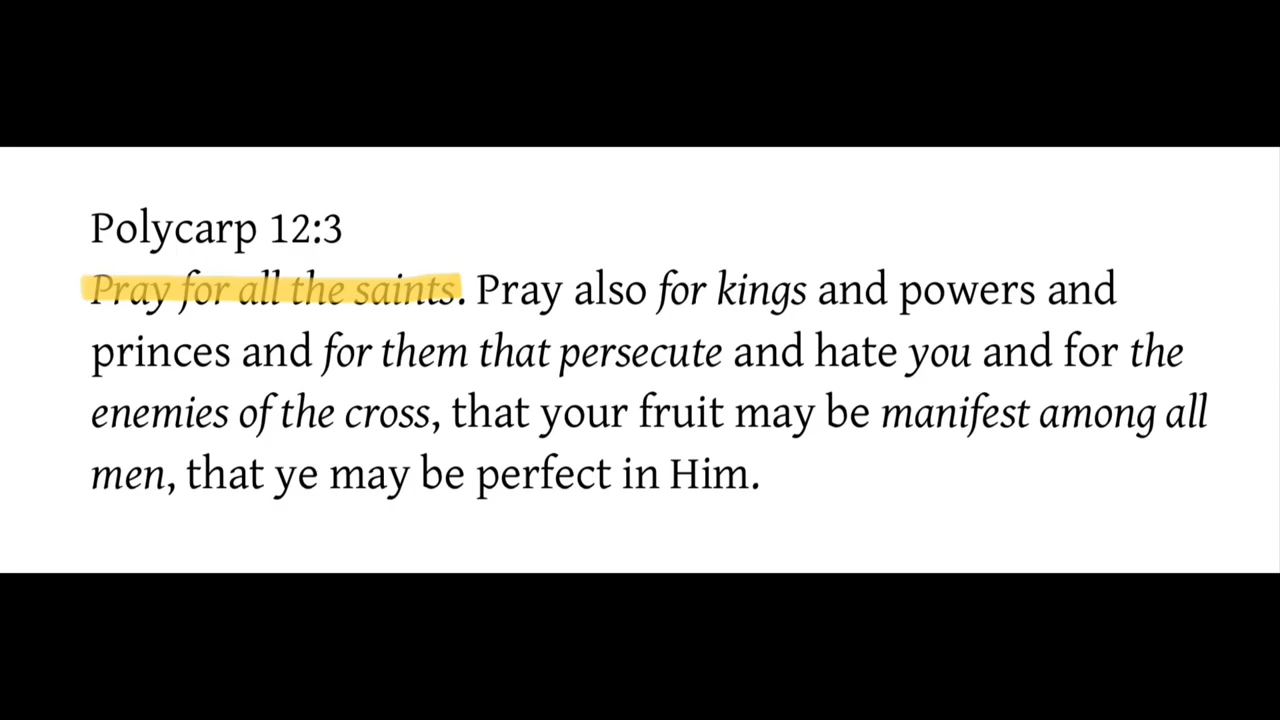 Polycarp 12:3
Pray for all the saints. Pray also for kings and powers and
princes and for them that persecute and hate you and for the
enemies of the cross, that your fruit may be manifest among all
men, that ye may be perfect in Him.